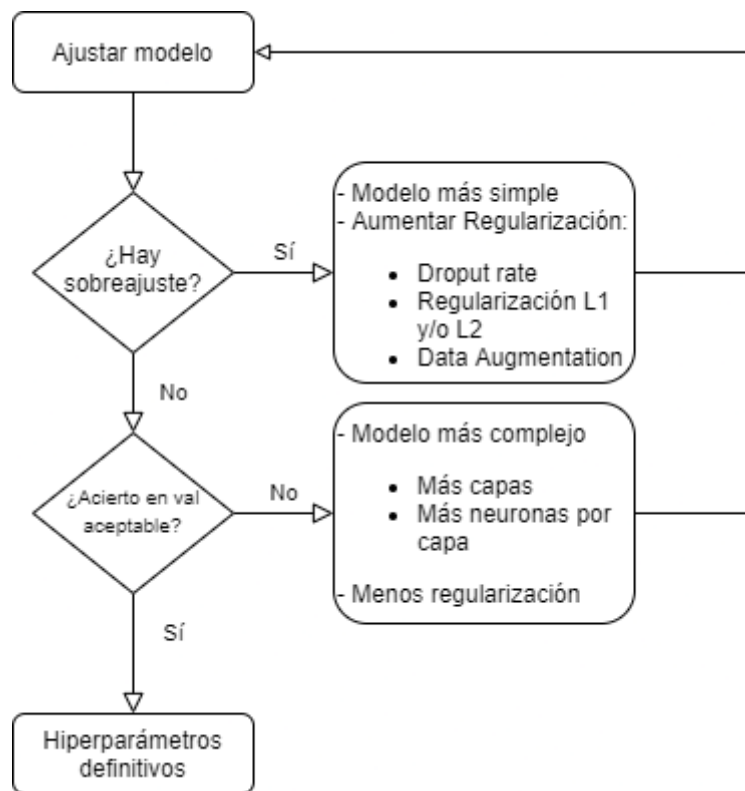 Ajustar modelo
¿Hay
sobreajuste?
Sí
- Modelo más simple
- Aumentar Regularización:
• Droput rate
• Regularización L1
y/o L2
• Data Augmentation
No
¿Acierto en val
aceptable?
No
- Modelo más complejo
• Más capas
• Más neuronas por
capa
- Menos regularización
Sí
Hiperparámetros
definitivos